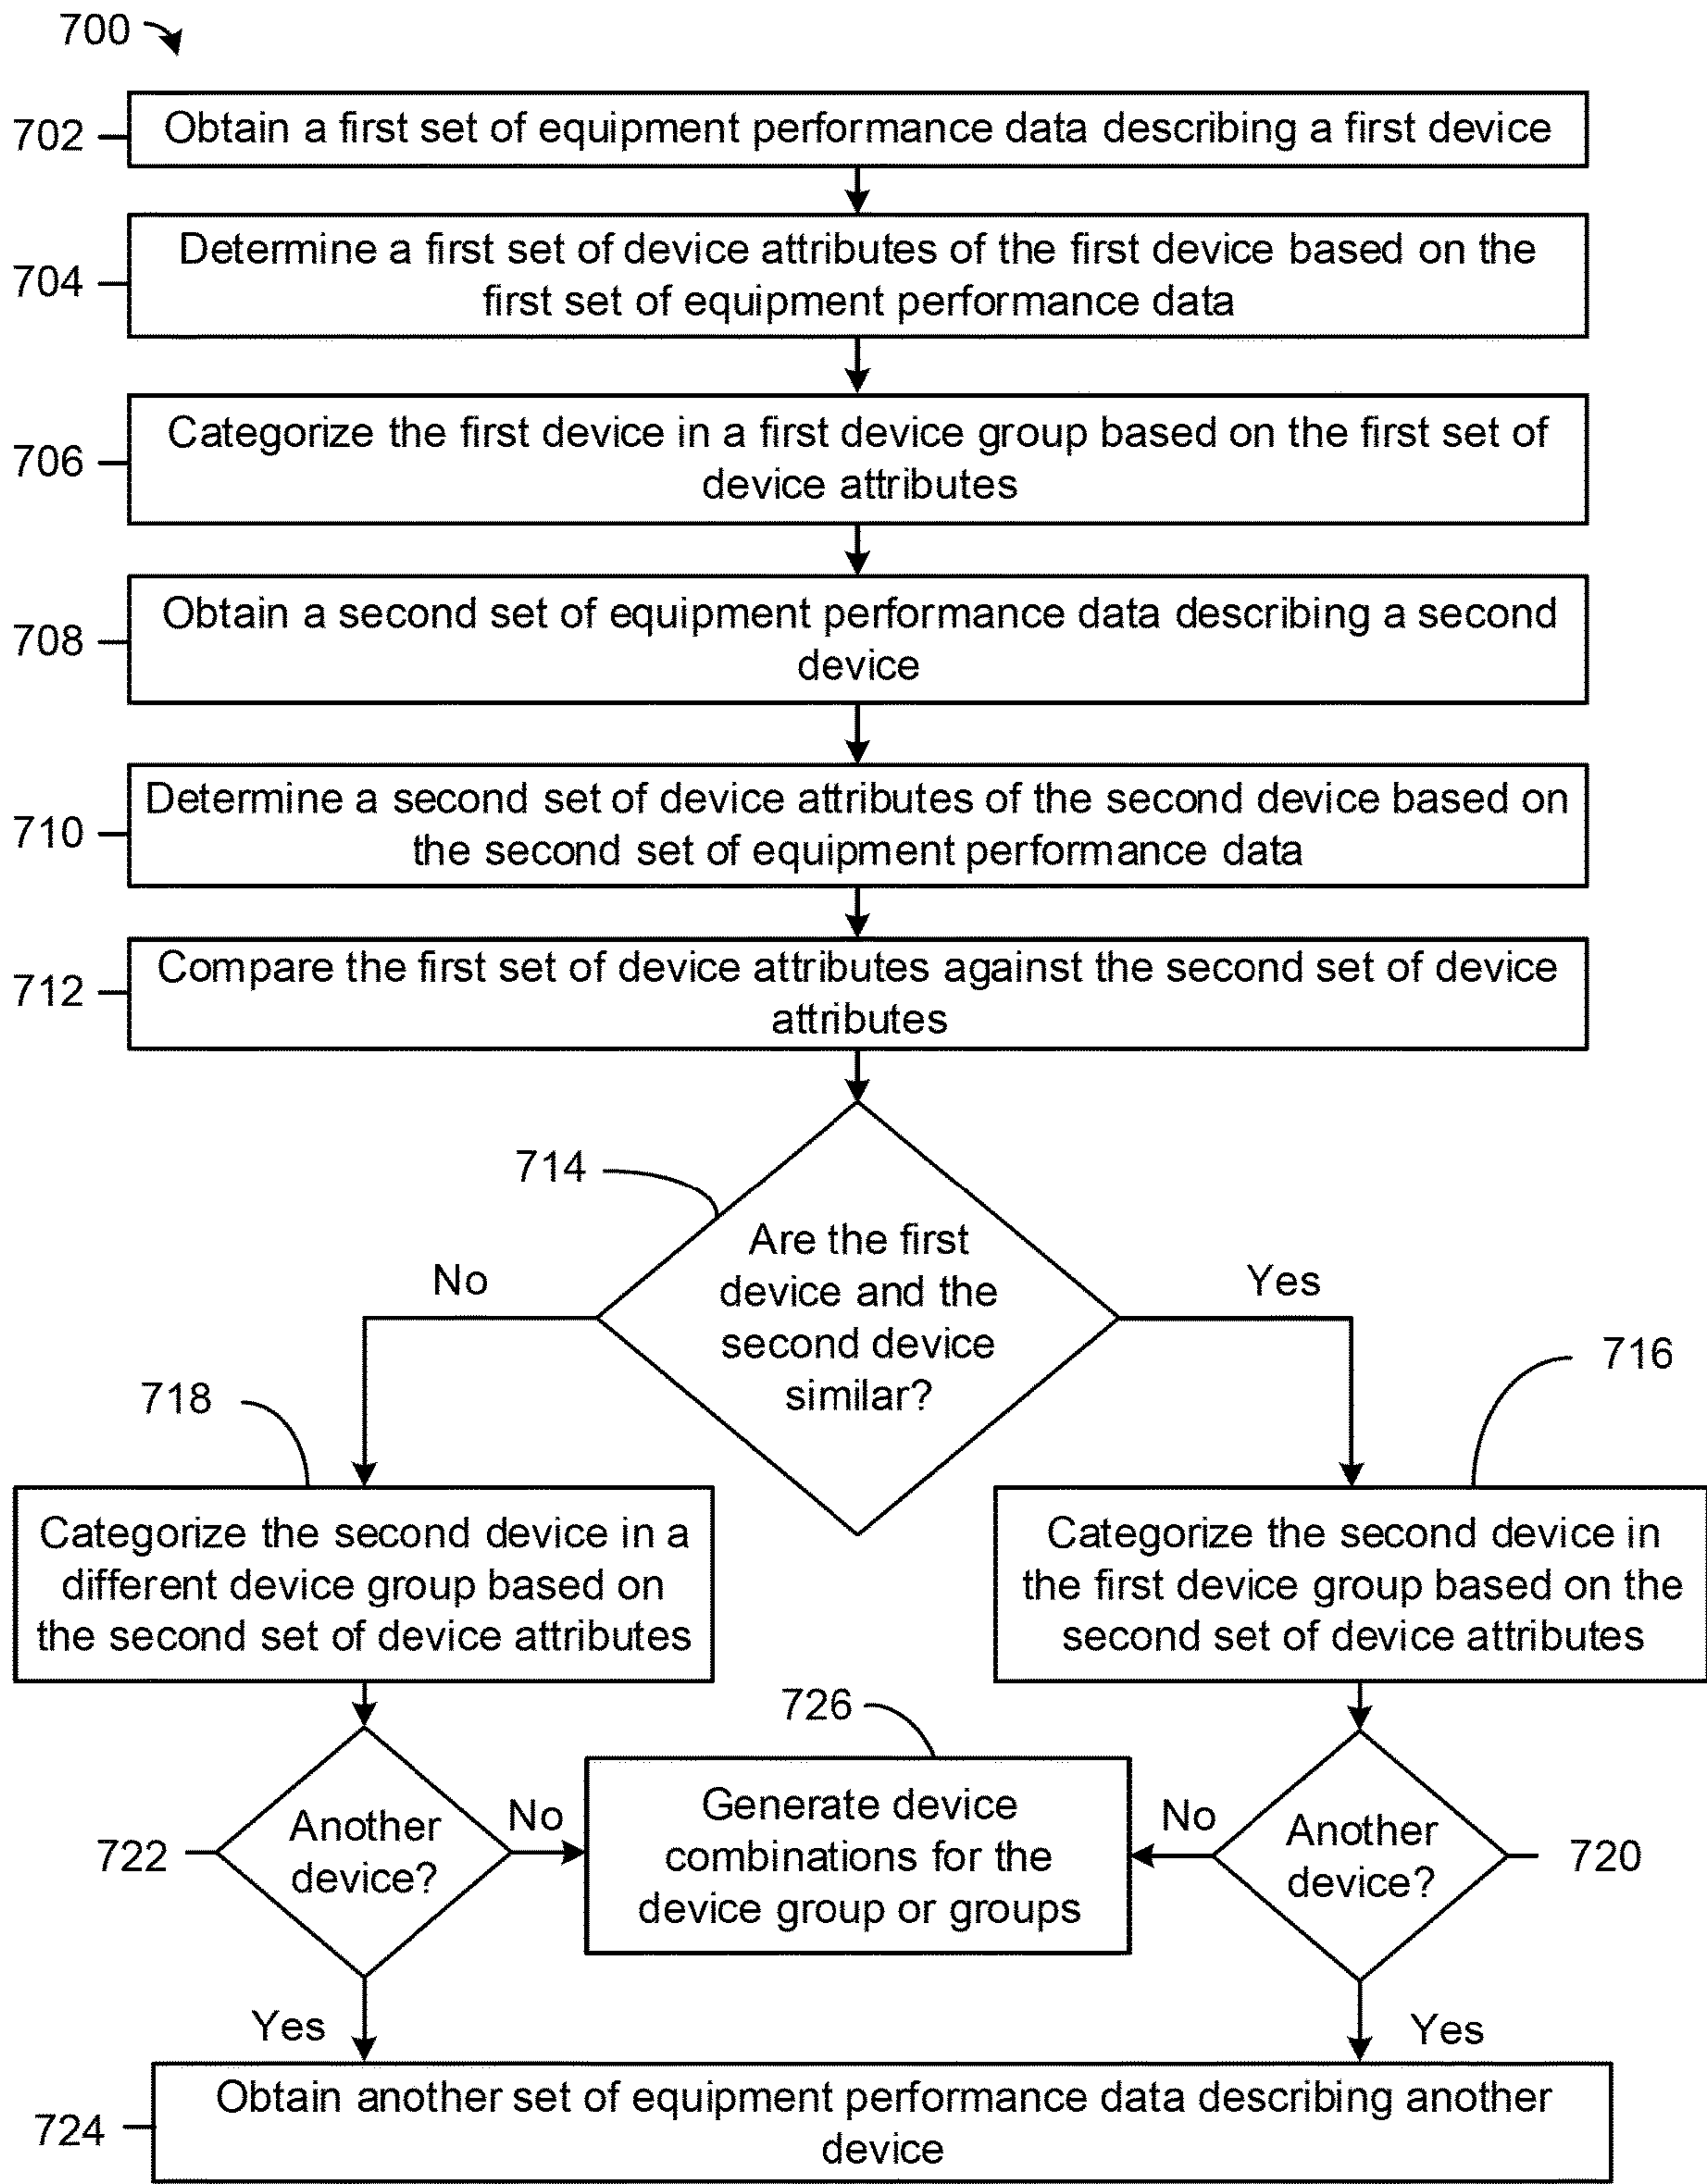 700
702
Obtain a first set of equipment performance data describing a first device
704
Determine a first set of device attributes of the first device based on the
first set of equipment performance data
706
Categorize the first device in a first device group based on the first set of
device attributes
708
Obtain a second set of equipment performance data describing a second
device
710
Determine a second set of device attributes of the second device based on
the second set of equipment performance data
712
Compare the first set of device attributes against the second set of device
attributes
714
Are the first
device and the
second device
similar?
No
Yes
718
716
Categorize the second device in a
different device group based on
the second set of device attributes
Categorize the second device in
the first device group based on the
second set of device attributes
726
722
Another
device?
No
Generate device
combinations for the
device group or groups
No
Another
device?
720
Yes
Yes
724
Obtain another set of equipment performance data describing another
device